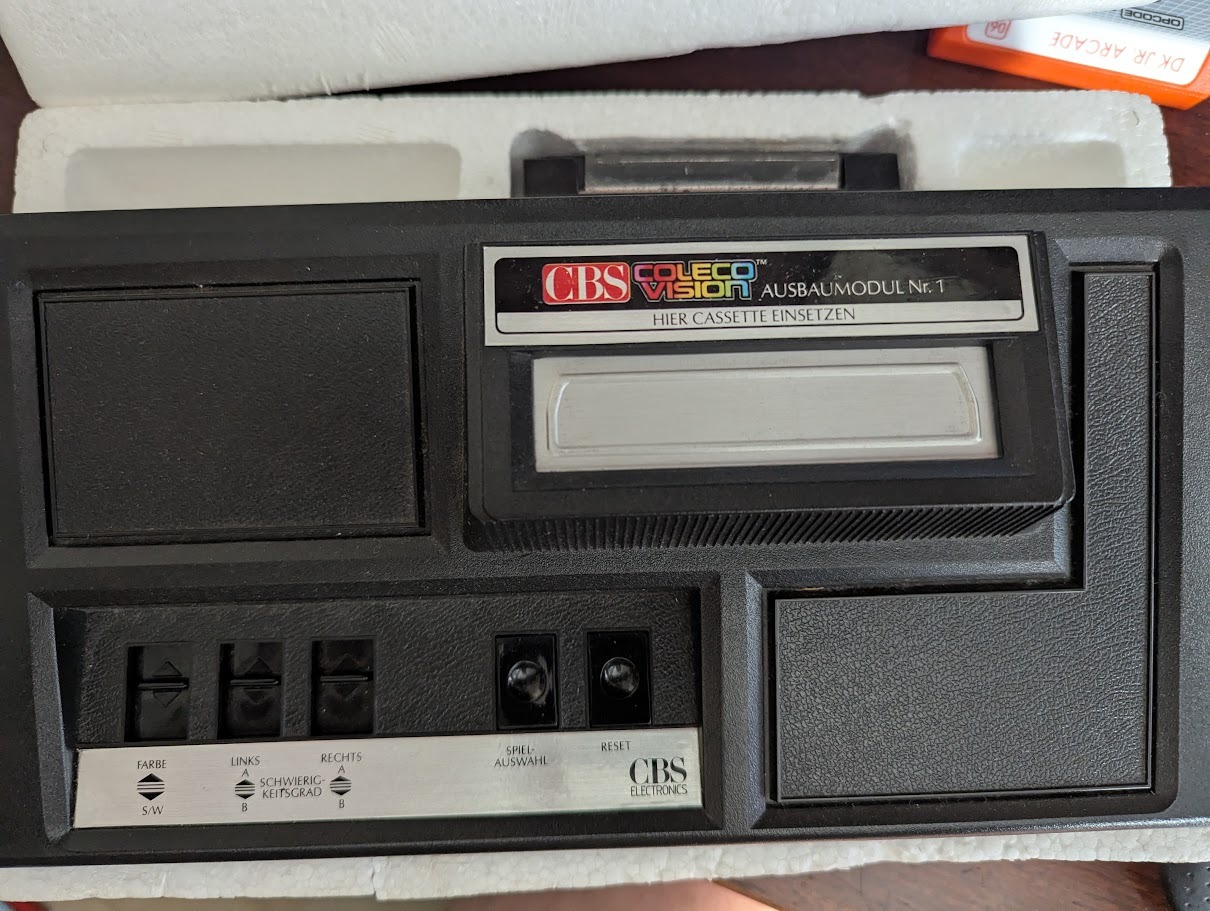 OPCODE
DK JR. ARCADE
90
CBS COLECO VISION™ AUSBAUMODUL Nr. 1
HIER CASSETTE EINSETZEN
FARBE
S/W
LINKS
A
B
SCHWIERIG-
KEITSGRAD
RECHTS
A
B
SPIEL-
AUSWAHL
RESET
CBS
ELECTRONICS